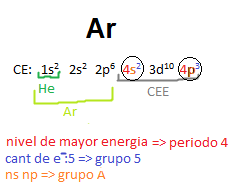 Ar
CE: 1s² 2s² 2p⁶ 4s² 3d¹⁰ 4p³
He
CEE
Ar
nivel de mayor energia => periodo 4
cant de e⁻:5 => grupo 5
ns np => grupo A